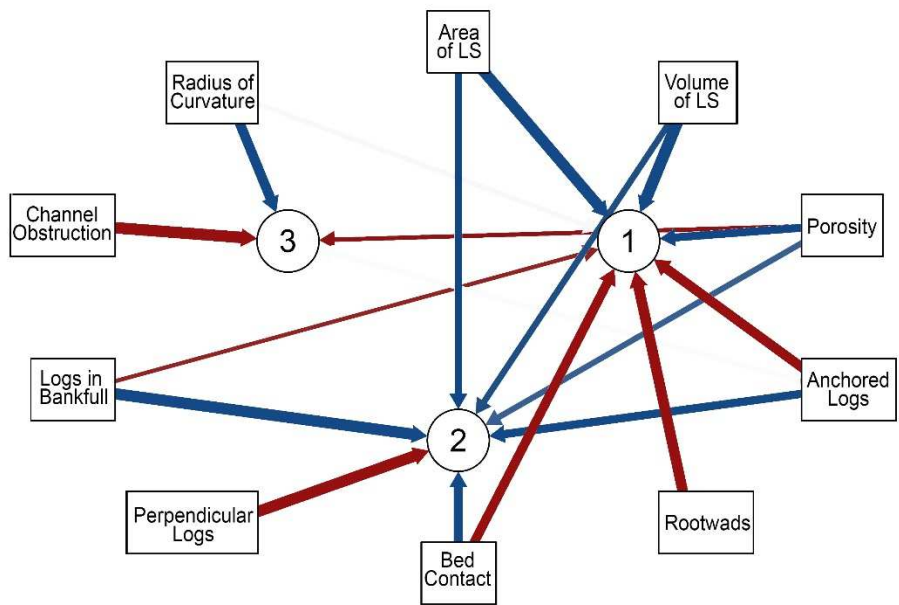 Area
of LS
Radius of
Curvature
Volume
of LS
Channel
Obstruction
3
1
Porosity
Logs in
Bankfull
Anchored
Logs
2
Perpendicular
Logs
Rootwads
Bed
Contact